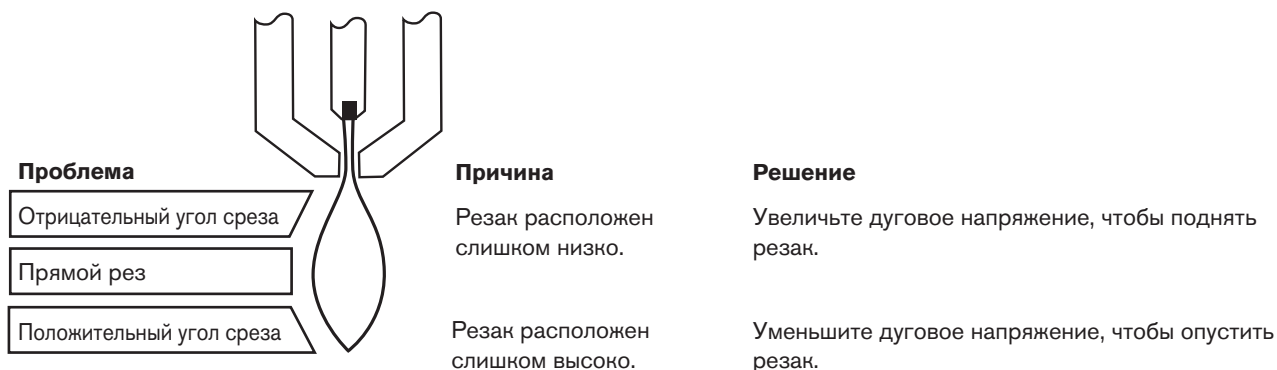 Проблема Причина Решение
Отрицательный угол среза
Резак расположен
слишком низко.
Увеличьте дуговое напряжение, чтобы поднять
резак.
Прямой рез
Положительный угол среза
Резак расположен
слишком высоко.
Уменьшите дуговое напряжение, чтобы опустить
резак.